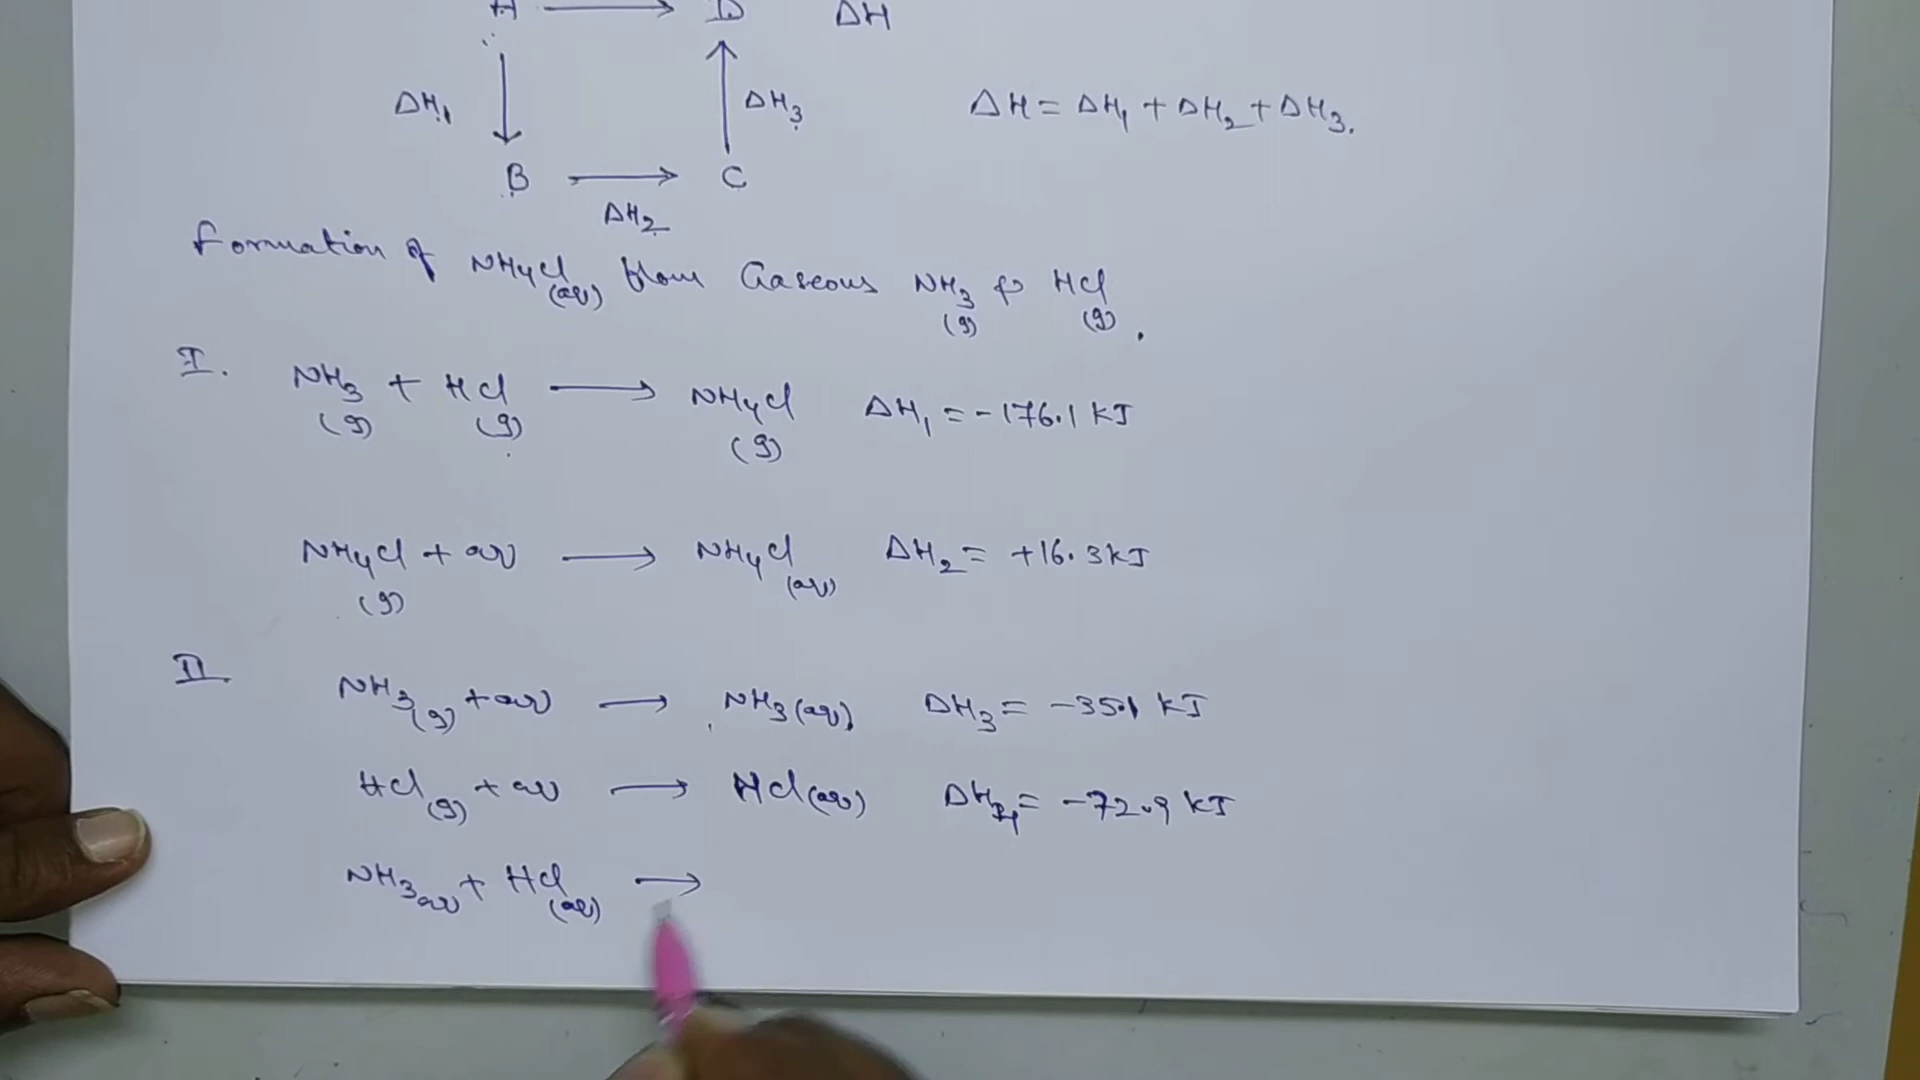 A ⟶ D ΔH
ΔH1 ΔH3 ΔH = ΔH1 + ΔH2 + ΔH3.
B ⟶ C
ΔH2
Formation of NH4Cl(aq) from Gaseous NH3(g) & HCl(g).
I. NH3(g) + HCl(g) ⟶ NH4Cl(g) ΔH1 = -176.1 KJ
NH4Cl(g) + aq ⟶ NH4Cl(aq) ΔH2 = +16.3 KJ
II NH3(g) + aq ⟶ NH3(aq) ΔH3 = -35.1 KJ
HCl(g) + aq ⟶ HCl(aq) ΔH4 = -72.9 KJ
NH3aq + HCl(aq) ⟶